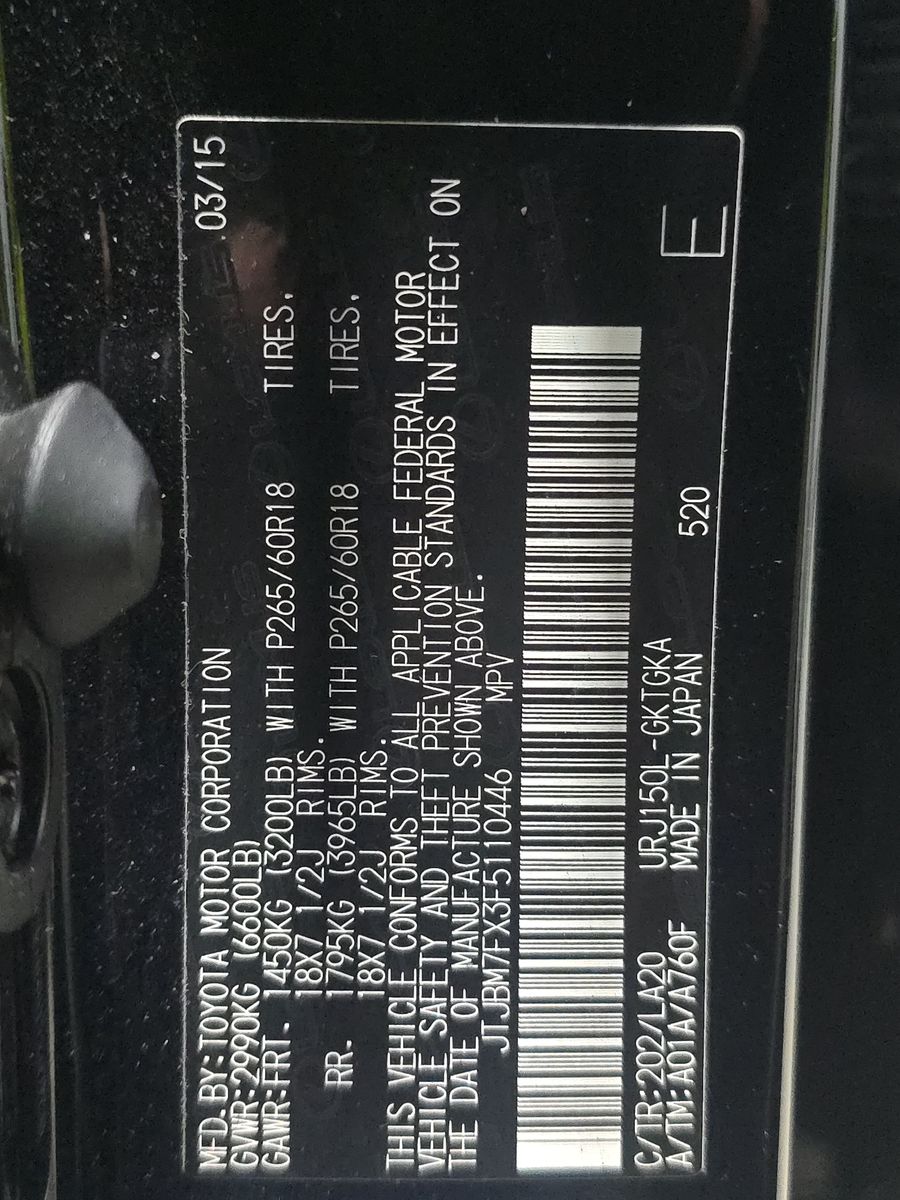 MFD.BY:TOYOTA MOTOR CORPORATION 03/15
GVWR:2990KG (6600LB)
GAWR:FRT. 1450KG (3200LB) WITH P265/60R18 TIRES,
18X7 1/2J RIMS.
RR. 1795KG (3965LB) WITH P265/60R18 TIRES,
18X7 1/2J RIMS.
THIS VEHICLE CONFORMS TO ALL APPLICABLE FEDERAL MOTOR
VEHICLE SAFETY AND THEFT PREVENTION STANDARDS IN EFFECT ON
THE DATE OF MANUFACTURE SHOWN ABOVE.
JTJBM7FX3F5110446 MPV
C/TR:202/LA20 URJ150L-GKTGKA
A/TM:A01A/A760F MADE IN JAPAN 520 E